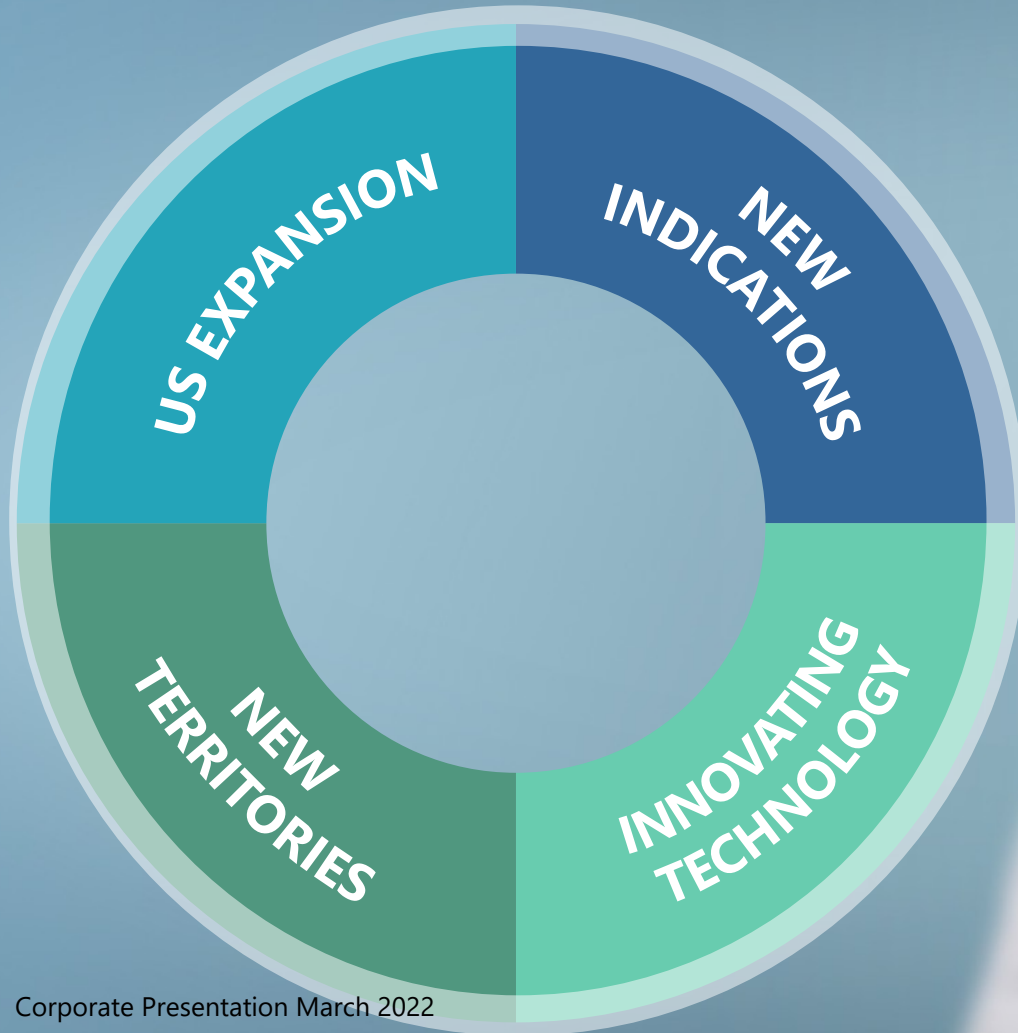 US EXPANSION
NEW
INDICATIONS
NEW
TERRITORIES
INNOVATING
TECHNOLOGY
Corporate Presentation March 2022